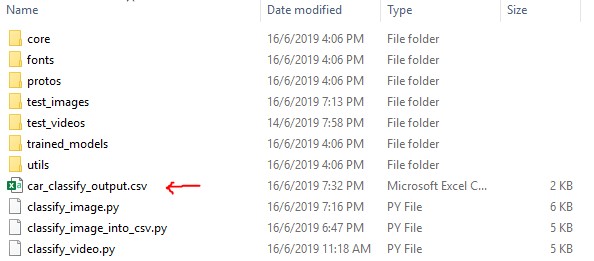 Name Date modified Type Size
core 16/6/2019 4:06 PM File folder
fonts 16/6/2019 4:06 PM File folder
protos 16/6/2019 4:06 PM File folder
test_images 16/6/2019 7:13 PM File folder
test_videos 14/6/2019 7:58 PM File folder
trained_models 16/6/2019 4:06 PM File folder
utils 16/6/2019 4:06 PM File folder
car_classify_output.csv 16/6/2019 7:32 PM Microsoft Excel C... 2 KB
classify_image.py 16/6/2019 7:16 PM PY File 6 KB
classify_image_into_csv.py 16/6/2019 6:47 PM PY File 5 KB
classify_video.py 16/6/2019 11:18 AM PY File 5 KB